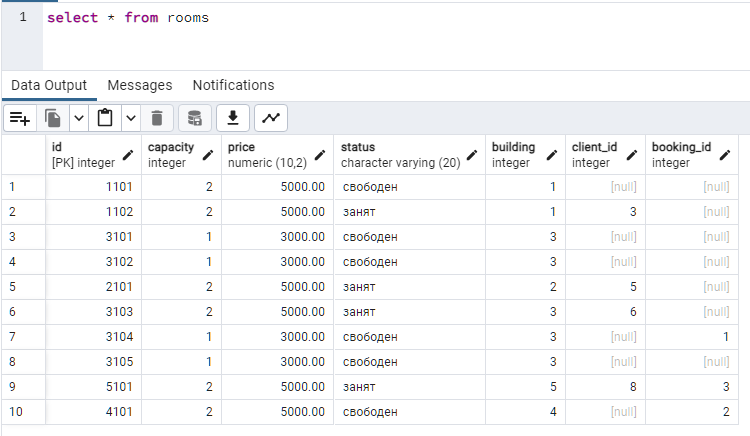 1 select * from rooms
Data Output Messages Notifications
id capacity price status building client_id booking_id
[PK] integer integer numeric (10,2) character varying (20) integer integer integer
1 1101 2 5000.00 свободен 1 [null] [null]
2 1102 2 5000.00 занят 1 3 [null]
3 3101 1 3000.00 свободен 3 [null] [null]
4 3102 1 3000.00 свободен 3 [null] [null]
5 2101 2 5000.00 занят 2 5 [null]
6 3103 2 5000.00 занят 3 6 [null]
7 3104 1 3000.00 свободен 3 [null] 1
8 3105 1 3000.00 свободен 3 [null] [null]
9 5101 2 5000.00 занят 5 8 3
10 4101 2 5000.00 свободен 4 [null] 2